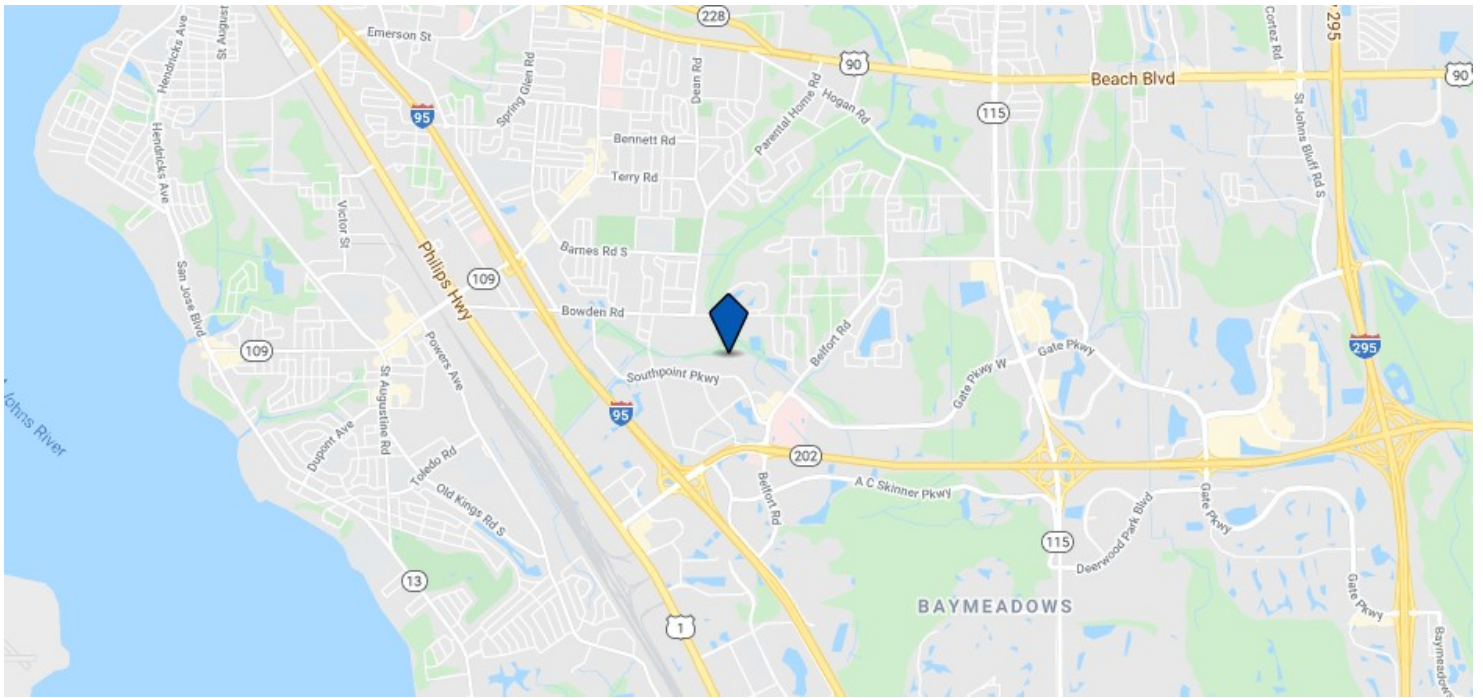 228
Emerson St
Hendricks Ave
St Augus
Cortez Rd
295
90
Beach Blvd
90
Spring Glen Rd
Dean Rd
Parental Home Rd
Hogan Rd
95
115
St Johns Bluff Rd S
Bennett Rd
Hendricks Ave
Terry Rd
Victor St
Barnes Rd S
San Jose Blvd
Philips Hwy
109
Bowden Rd
Belfort Rd
Gate Pkwy
295
109
Powers Ave
Southpoint Pkwy
Gate Pkwy W
St Augustine Rd
95
Johns River
Dupont Ave
Toledo Rd
202
Belfort Rd
A C Skinner Pkwy
Old Kings Rd S
Gate Pkwy
Deerwood Park Blvd
115
13
Gate Pkwy
BAYMEADOWS
1
Baymeadows